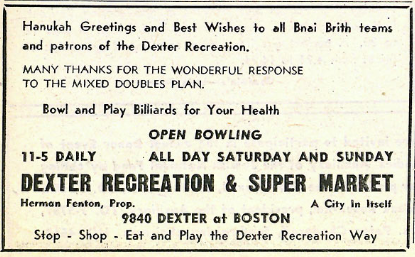 Hanukah Greetings and Best Wishes to all Bnai Brith teams
and patrons of the Dexter Recreation.
MANY THANKS FOR THE WONDERFUL RESPONSE
TO THE MIXED DOUBLES PLAN.
Bowl and Play Billiards for Your Health
OPEN BOWLING
11-5 DAILY ALL DAY SATURDAY AND SUNDAY
DEXTER RECREATION & SUPER MARKET
Herman Fenton, Prop. A City in Itself
9840 DEXTER at BOSTON
Stop - Shop - Eat and Play the Dexter Recreation Way